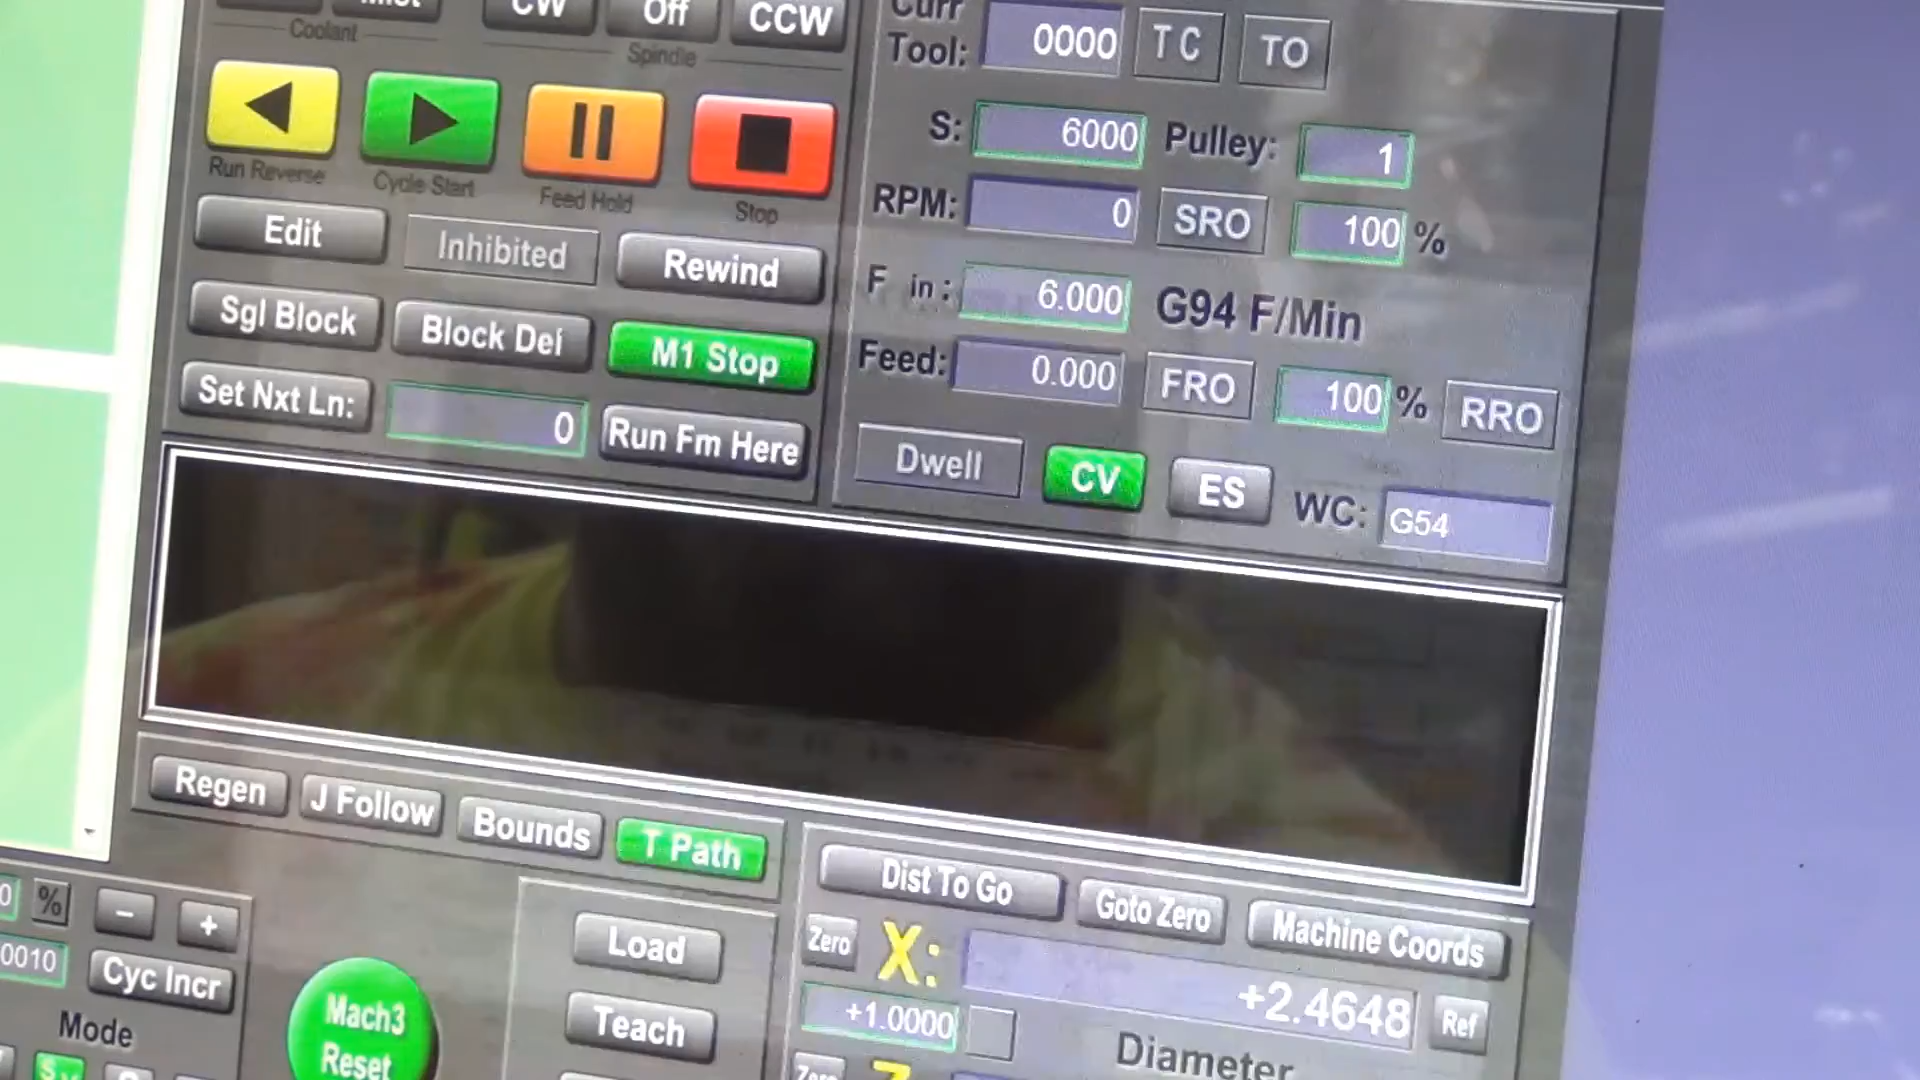 Mist
CW
Off
CCW
Coolant
Spindle
Curr
Tool:
0000
TC
TO
Run Reverse
Cycle Start
Feed Hold
Stop
S:
6000
Pulley:
1
RPM:
0
SRO
100
%
Edit
Inhibited
Rewind
F in:
6.000
G94 F/Min
Sgl Block
Block Del
M1 Stop
Feed:
0.000
FRO
100
%
RRO
Set Nxt Ln:
0
Run Fm Here
Dwell
CV
ES
WC:
G54
Regen
J Follow
Bounds
T Path
Dist To Go
Goto Zero
Machine Coords
%
-
+
0010
Cyc Incr
Mode
Mach3
Reset
Load
Teach
Zero
X:
+2.4648
Ref
+1.0000
Diameter
Zero
Z